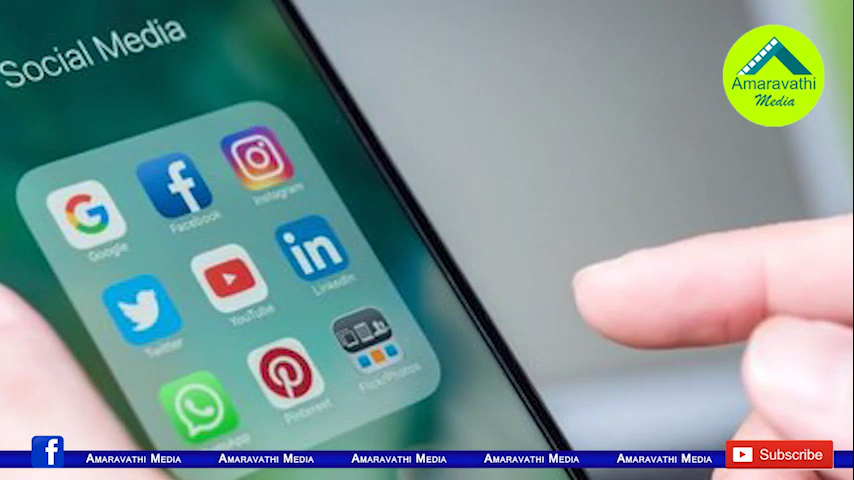 Social Media
Amaravathi
Media
Google
Facebook
Instagram
Twitter
YouTube
LinkedIn
Pinterest
AMARAVATHI MEDIA AMARAVATHI MEDIA AMARAVATHI MEDIA AMARAVATHI MEDIA AMARAVATHI MEDIA
Subscribe